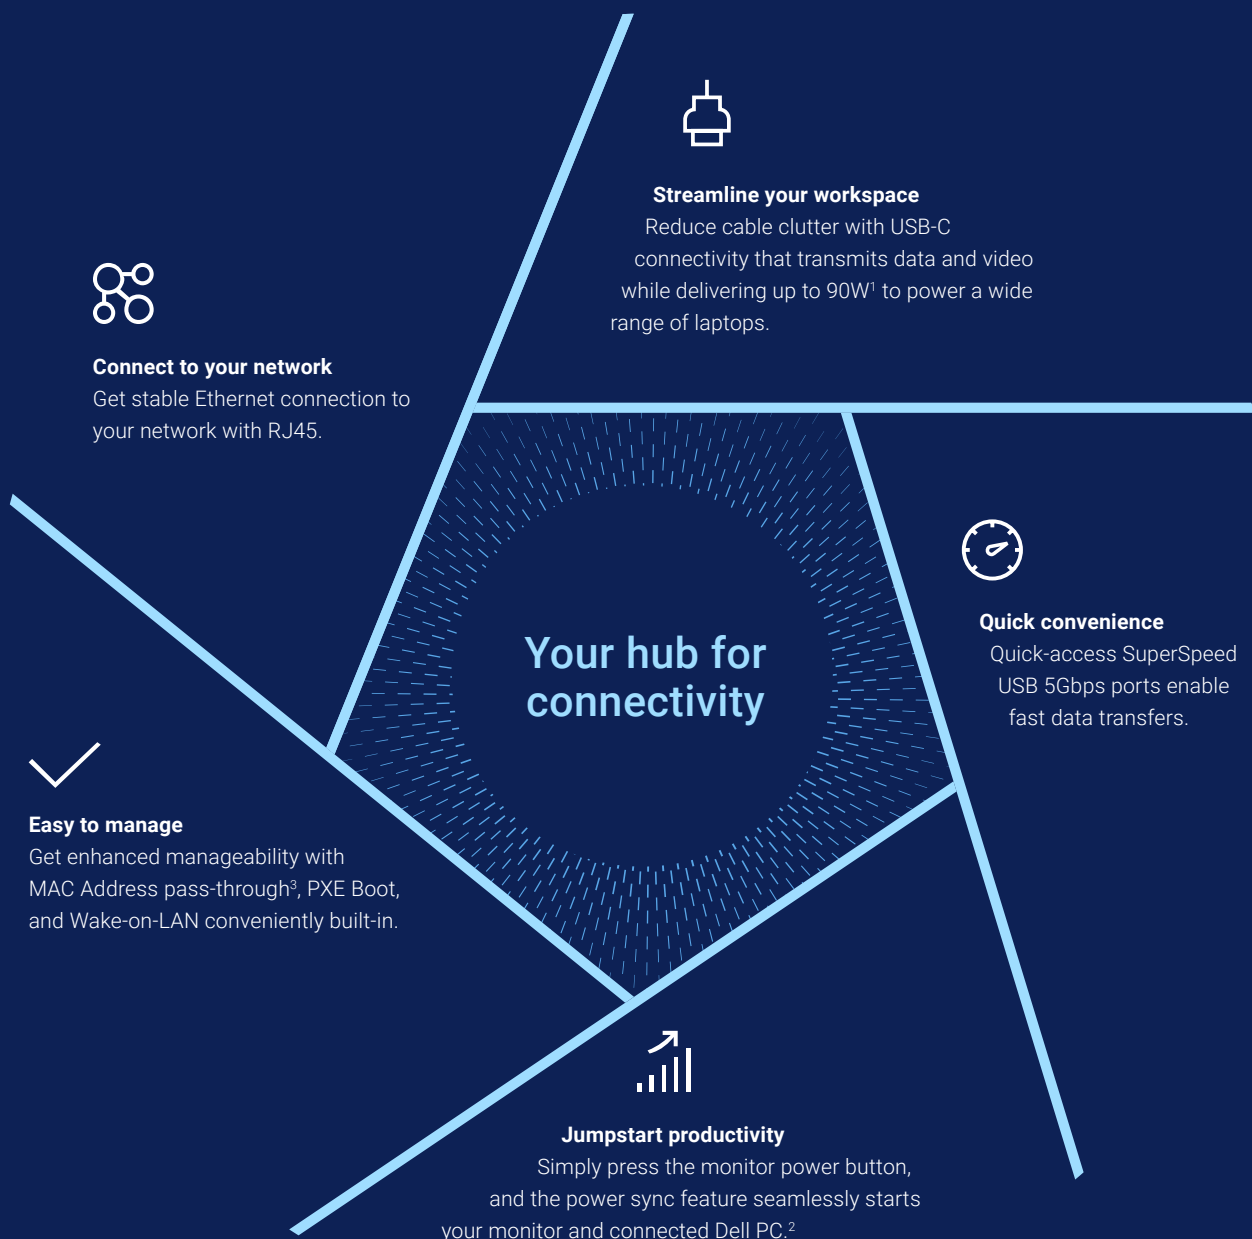 Streamline your workspace
Reduce cable clutter with USB-C
connectivity that transmits data and video
while delivering up to 90W¹ to power a wide
range of laptops.
Connect to your network
Get stable Ethernet connection to
your network with RJ45.
Quick convenience
Quick-access SuperSpeed
USB 5Gbps ports enable
fast data transfers.
Your hub for
connectivity
Easy to manage
Get enhanced manageability with
MAC Address pass-through³, PXE Boot,
and Wake-on-LAN conveniently built-in.
Jumpstart productivity
Simply press the monitor power button,
and the power sync feature seamlessly starts
your monitor and connected Dell PC.²